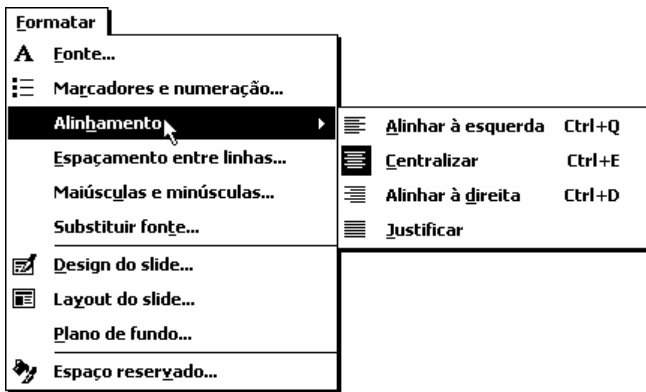 Formatar
Fonte...
Marcadores e numeração...
Alinhamento
Alinhar à esquerda Ctrl+Q
Centralizar Ctrl+E
Alinhar à direita Ctrl+D
Justificar
Espaçamento entre linhas...
Maiúsculas e minúsculas...
Substituir fonte...
Design do slide...
Layout do slide...
Plano de fundo...
Espaço reservado...